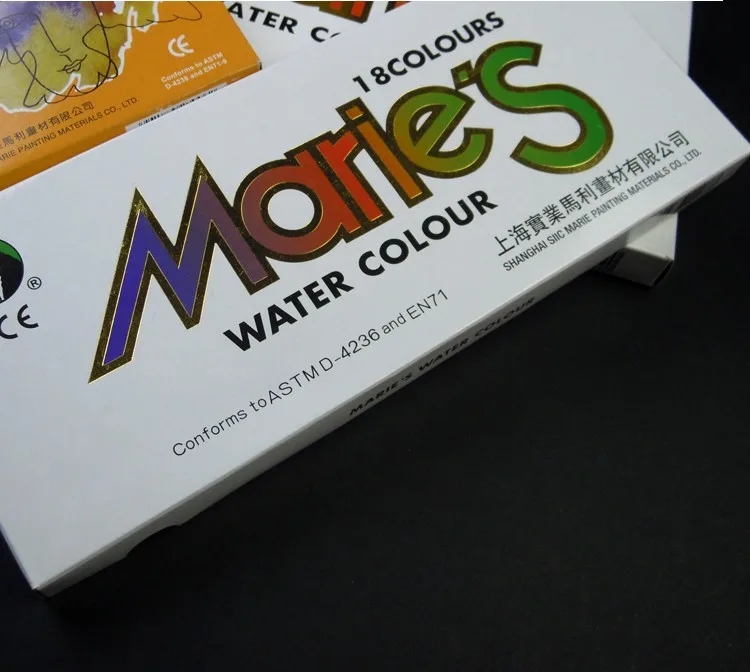 CE
Conforms to ASTM
D-4236 and EN71-9
馬利畫材有限公司
MARIE PAINTING MATERIALS CO., LTD.
WATER C
18COLOURS
Marie's
WATER COLOUR
上海實業馬利畫材有限公司
SHANGHAI SIIC MARIE PAINTING MATERIALS CO., LTD.
®
CE
Conforms to ASTM D-4236 and EN71
MARIE'S WATER COLOUR